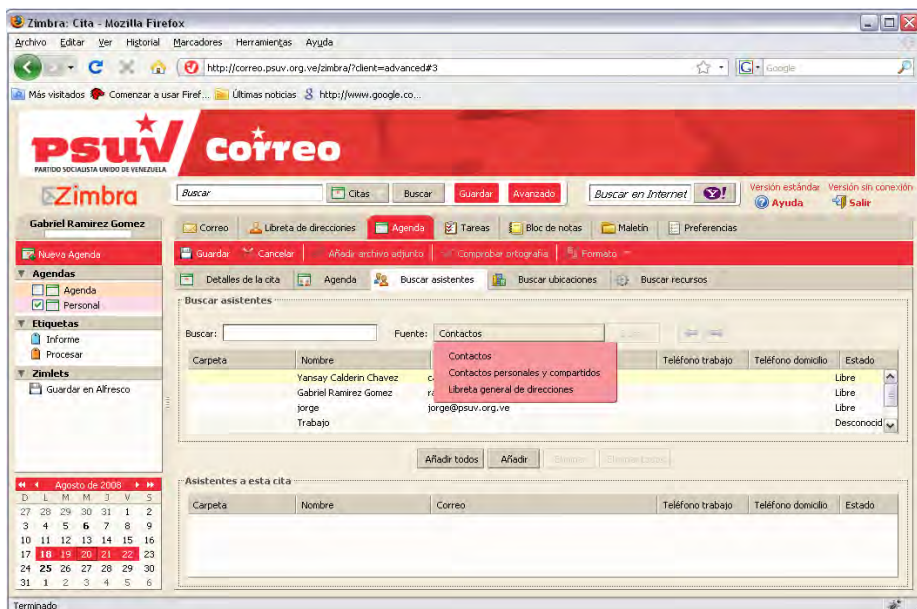 Zimbra: Cita - Mozilla Firefox
Archivo Editar Ver Historial Marcadores Herramientas Ayuda
http://correo.psuv.org.ve/zimbra/?client=advanced#3
G Google
Más visitados Comenzar a usar Firef... Últimas noticias http://www.google.co...
PSUV Correo
PARTIDO SOCIALISTA UNIDO DE VENEZUELA
Zimbra
Buscar Citas Buscar Guardar Avanzado Buscar en Internet Y! Versión estándar Versión sin conexión
Ayuda Salir
Gabriel Ramirez Gomez
Correo Libreta de direcciones Agenda Tareas Bloc de notas Maletín Preferencias
Nueva Agenda
Guardar Cancelar Añadir archivo adjunto Comprobar ortografía Formato
Agendas
Agenda
Personal
Etiquetas
Informe
Procesar
Zimlets
Guardar en Alfresco
Detalles de la cita Agenda Buscar asistentes Buscar ubicaciones Buscar recursos
Buscar asistentes
Buscar: Fuente: Contactos
Carpeta Nombre Teléfono trabajo Teléfono domicilio Estado
Contactos
Contactos personales y compartidos
Libreta general de direcciones
Yansay Calderin Chavez Libre
Gabriel Ramirez Gomez Libre
jorge jorge@psuv.org.ve Libre
Trabajo Desconocid
Añadir todos Añadir
Asistentes a esta cita
Carpeta Nombre Correo Teléfono trabajo Teléfono domicilio Estado
Agosto de 2008
D L M M J V S
27 28 29 30 31 1 2
3 4 5 6 7 8 9
10 11 12 13 14 15 16
17 18 19 20 21 22 23
24 25 26 27 28 29 30
31 1 2 3 4 5 6
Terminado